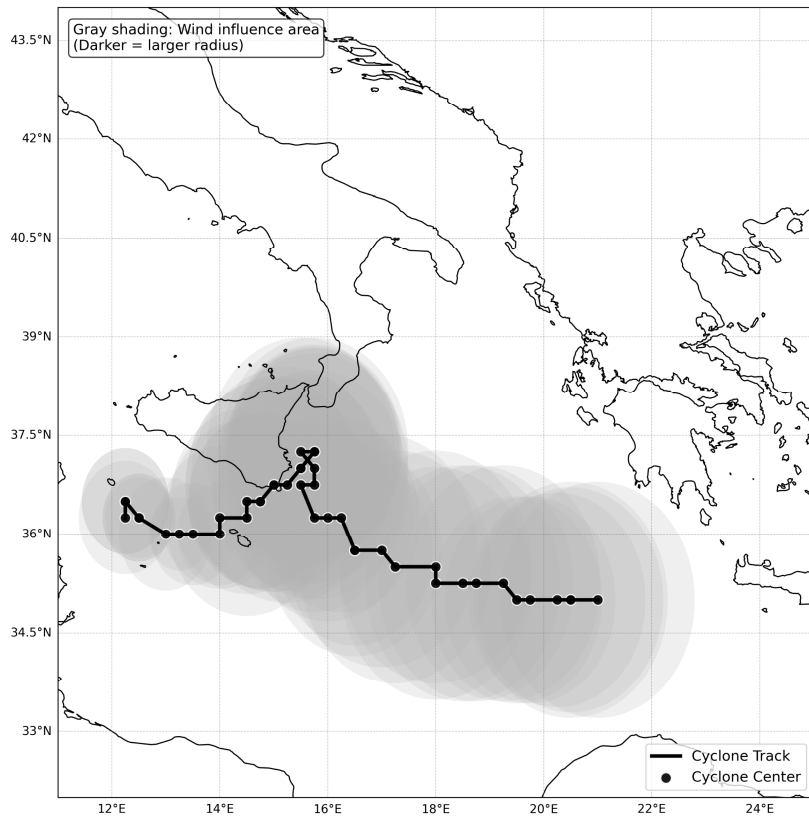 Gray shading: Wind influence area
(Darker = larger radius)
43.5°N
42°N
40.5°N
39°N
37.5°N
36°N
34.5°N
33°N
Cyclone Track
Cyclone Center
12°E 14°E 16°E 18°E 20°E 22°E 24°E